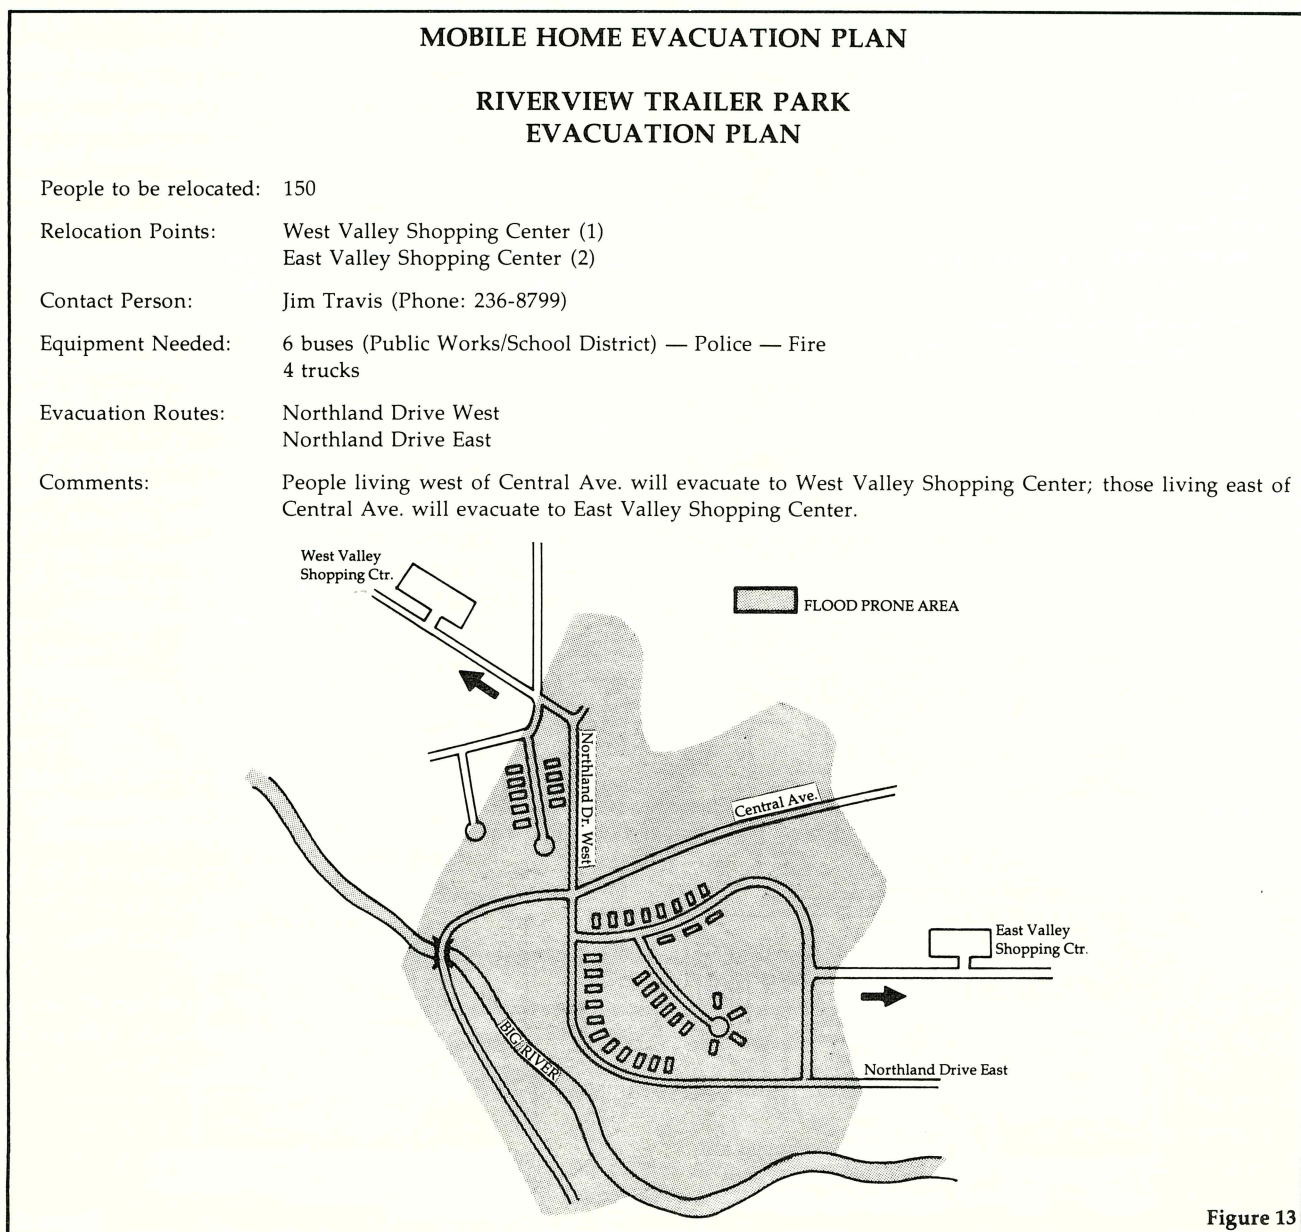 MOBILE HOME EVACUATION PLAN
RIVERVIEW TRAILER PARK
EVACUATION PLAN
People to be relocated: 150
Relocation Points: West Valley Shopping Center (1)
East Valley Shopping Center (2)
Contact Person: Jim Travis (Phone: 236-8799)
Equipment Needed: 6 buses (Public Works/School District) — Police — Fire
4 trucks
Evacuation Routes: Northland Drive West
Northland Drive East
Comments: People living west of Central Ave. will evacuate to West Valley Shopping Center; those living east of
Central Ave. will evacuate to East Valley Shopping Center.
West Valley
Shopping Ctr.
FLOOD PRONE AREA
Northland Dr. West
Central Ave.
East Valley
Shopping Ctr.
BIG RIVER
Northland Drive East
Figure 13